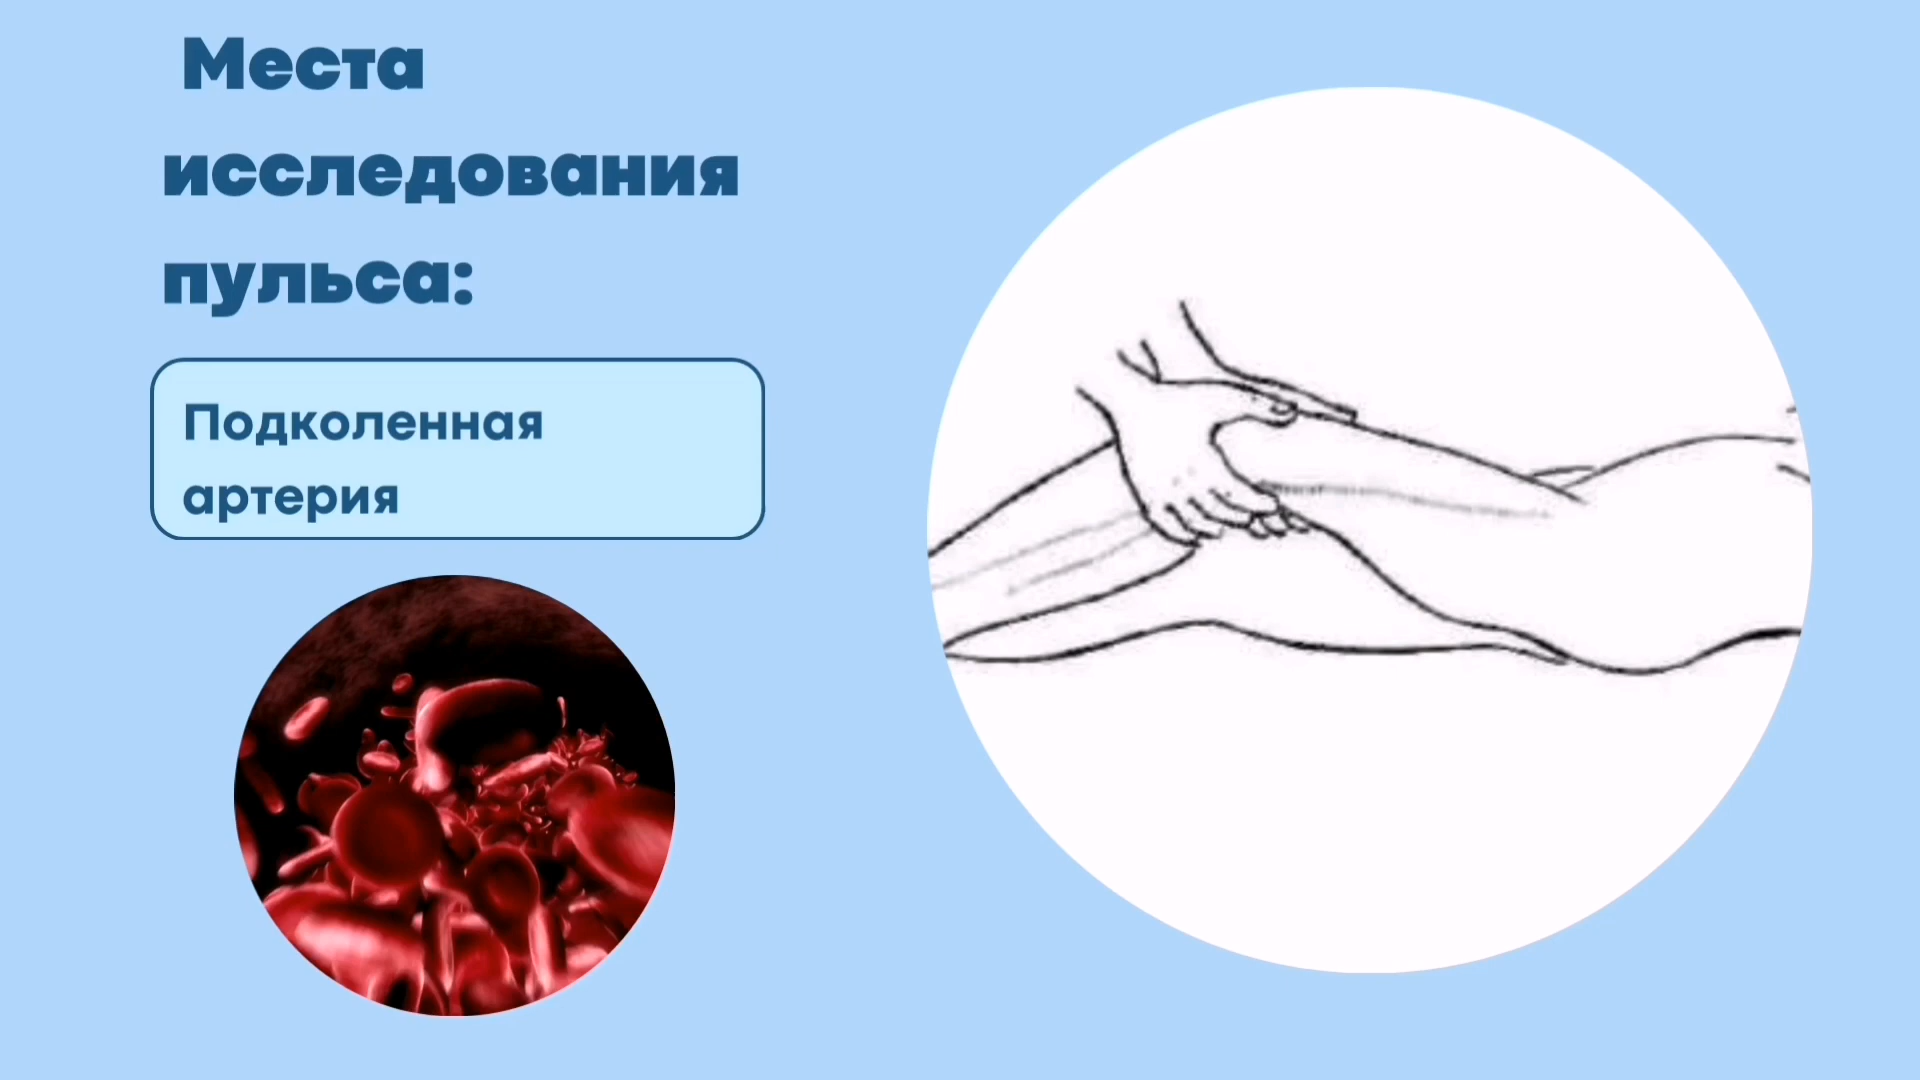 Места
исследования
пульса:
Подколенная
артерия